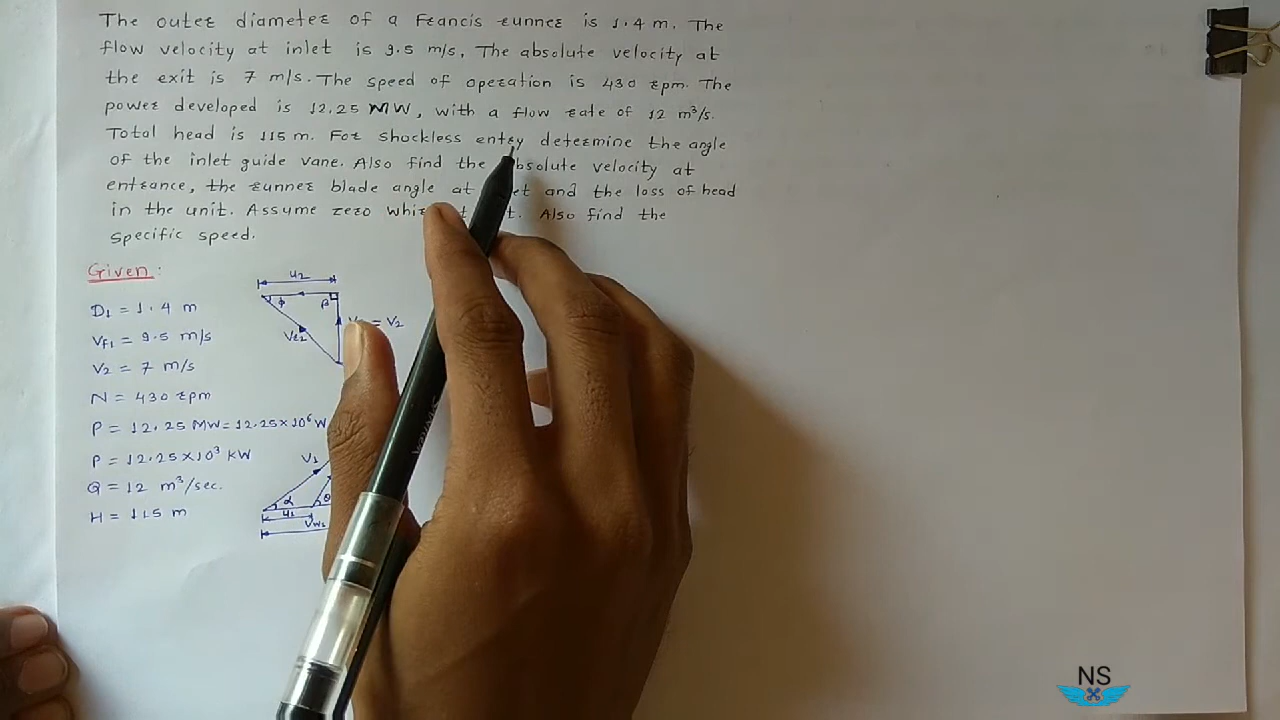 The outer diameter of a Francis runner is 1.4 m. The
flow velocity at inlet is 9.5 m/s. The absolute velocity at
the exit is 7 m/s. The speed of operation is 430 rpm. The
power developed is 12.25 MW, with a flow rate of 12 m³/s.
Total head is 115 m. For shockless entry determine the angle
of the inlet guide vane. Also find the absolute velocity at
entrance, the runner blade angle at and the loss of head
in the unit. Assume zero Also find the
specific speed.
Given:
D1 = 1.4 m
Vf1 = 9.5 m/s
V2 = 7 m/s
N = 430 rpm
P = 12.25 MW = 12.25 × 10⁶ W
P = 12.25 × 10³ KW
Q = 12 m³/sec.
H = 115 m
u2
ϕ β
Vr2 = V2
V1
α θ
u1
Vw1
NS